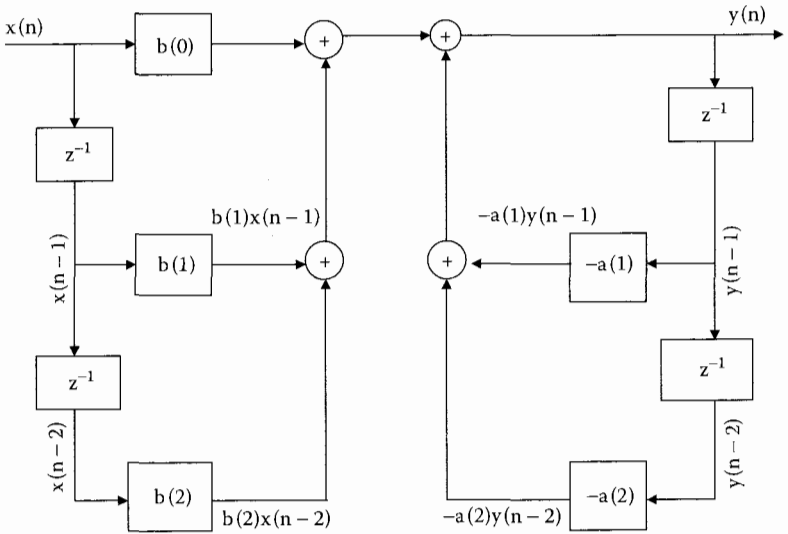 x(n)
y(n)
b(0)
+
+
z⁻¹
z⁻¹
b(1)x(n − 1)
−a(1)y(n − 1)
x(n − 1)
b(1)
+
+
−a(1)
y(n − 1)
z⁻¹
z⁻¹
x(n − 2)
b(2)
b(2)x(n − 2)
−a(2)y(n − 2)
−a(2)
y(n − 2)